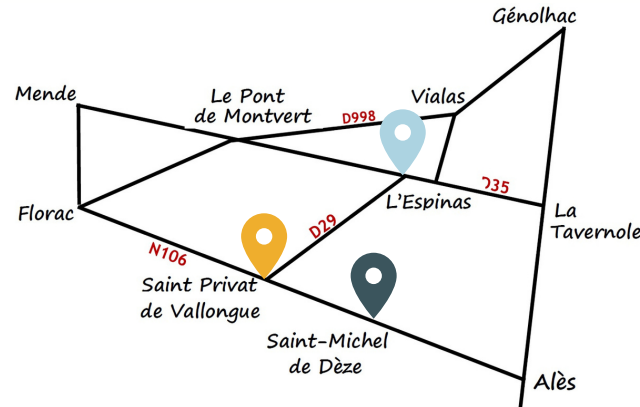 Génolhac
Mende
Le Pont
de Montvert
Vialas
D998
D35
L'Espinas
Florac
La
Tavernole
D29
N106
Saint Privat
de Vallongue
Saint-Michel
de Dèze
Alès